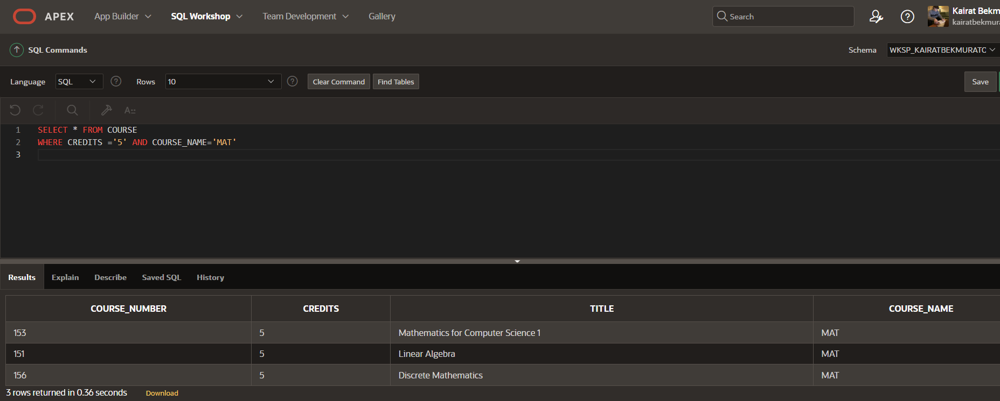 APEX App Builder SQL Workshop Team Development Gallery Search Kairat Bekm
kairatbekmura
SQL Commands Schema WKSP_KAIRATBEKMURATO
Language SQL Rows 10 Clear Command Find Tables Save
1 SELECT * FROM COURSE
2 WHERE CREDITS ='5' AND COURSE_NAME='MAT'
3
Results Explain Describe Saved SQL History
COURSE_NUMBER CREDITS TITLE COURSE_NAME
153 5 Mathematics for Computer Science 1 MAT
151 5 Linear Algebra MAT
156 5 Discrete Mathematics MAT
3 rows returned in 0.36 seconds Download